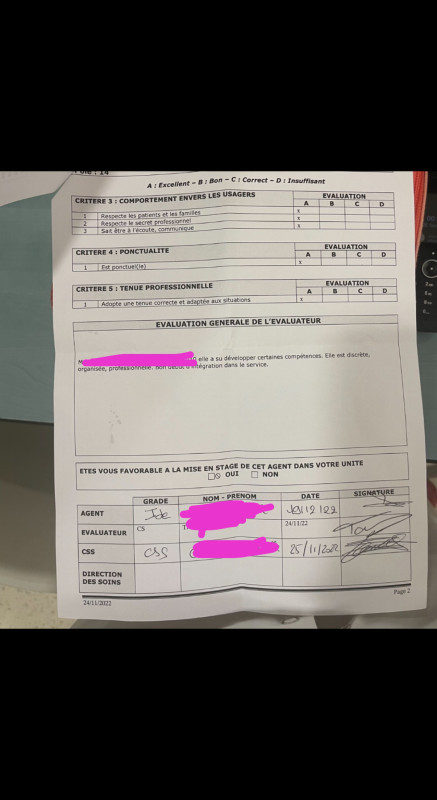 A : Excellent – B : Bon – C : Correct – D : Insuffisant
CRITERE 3 : COMPORTEMENT ENVERS LES USAGERS
EVALUATION
A B C D
1 Respecte les patients et les familles x
2 Respecte le secret professionnel x
3 Sait être à l'écoute, communique x
CRITERE 4 : PONCTUALITE
EVALUATION
A B C D
1 Est ponctuel(le) x
CRITERE 5 : TENUE PROFESSIONNELLE
EVALUATION
A B C D
1 Adopte une tenue correcte et adaptée aux situations x
EVALUATION GENERALE DE L'EVALUATEUR
elle a su développer certaines compétences. Elle est discrète,
organisée, professionnelle. Bon début d'intégration dans le service.
ETES VOUS FAVORABLE A LA MISE EN STAGE DE CET AGENT DANS VOTRE UNITE
OUI NON
GRADE NOM - PRENOM DATE SIGNATURE
AGENT Ide
EVALUATEUR CS 24/11/22
CSS CSS 25/11/2022
DIRECTION
DES SOINS
24/11/2022
Page 2